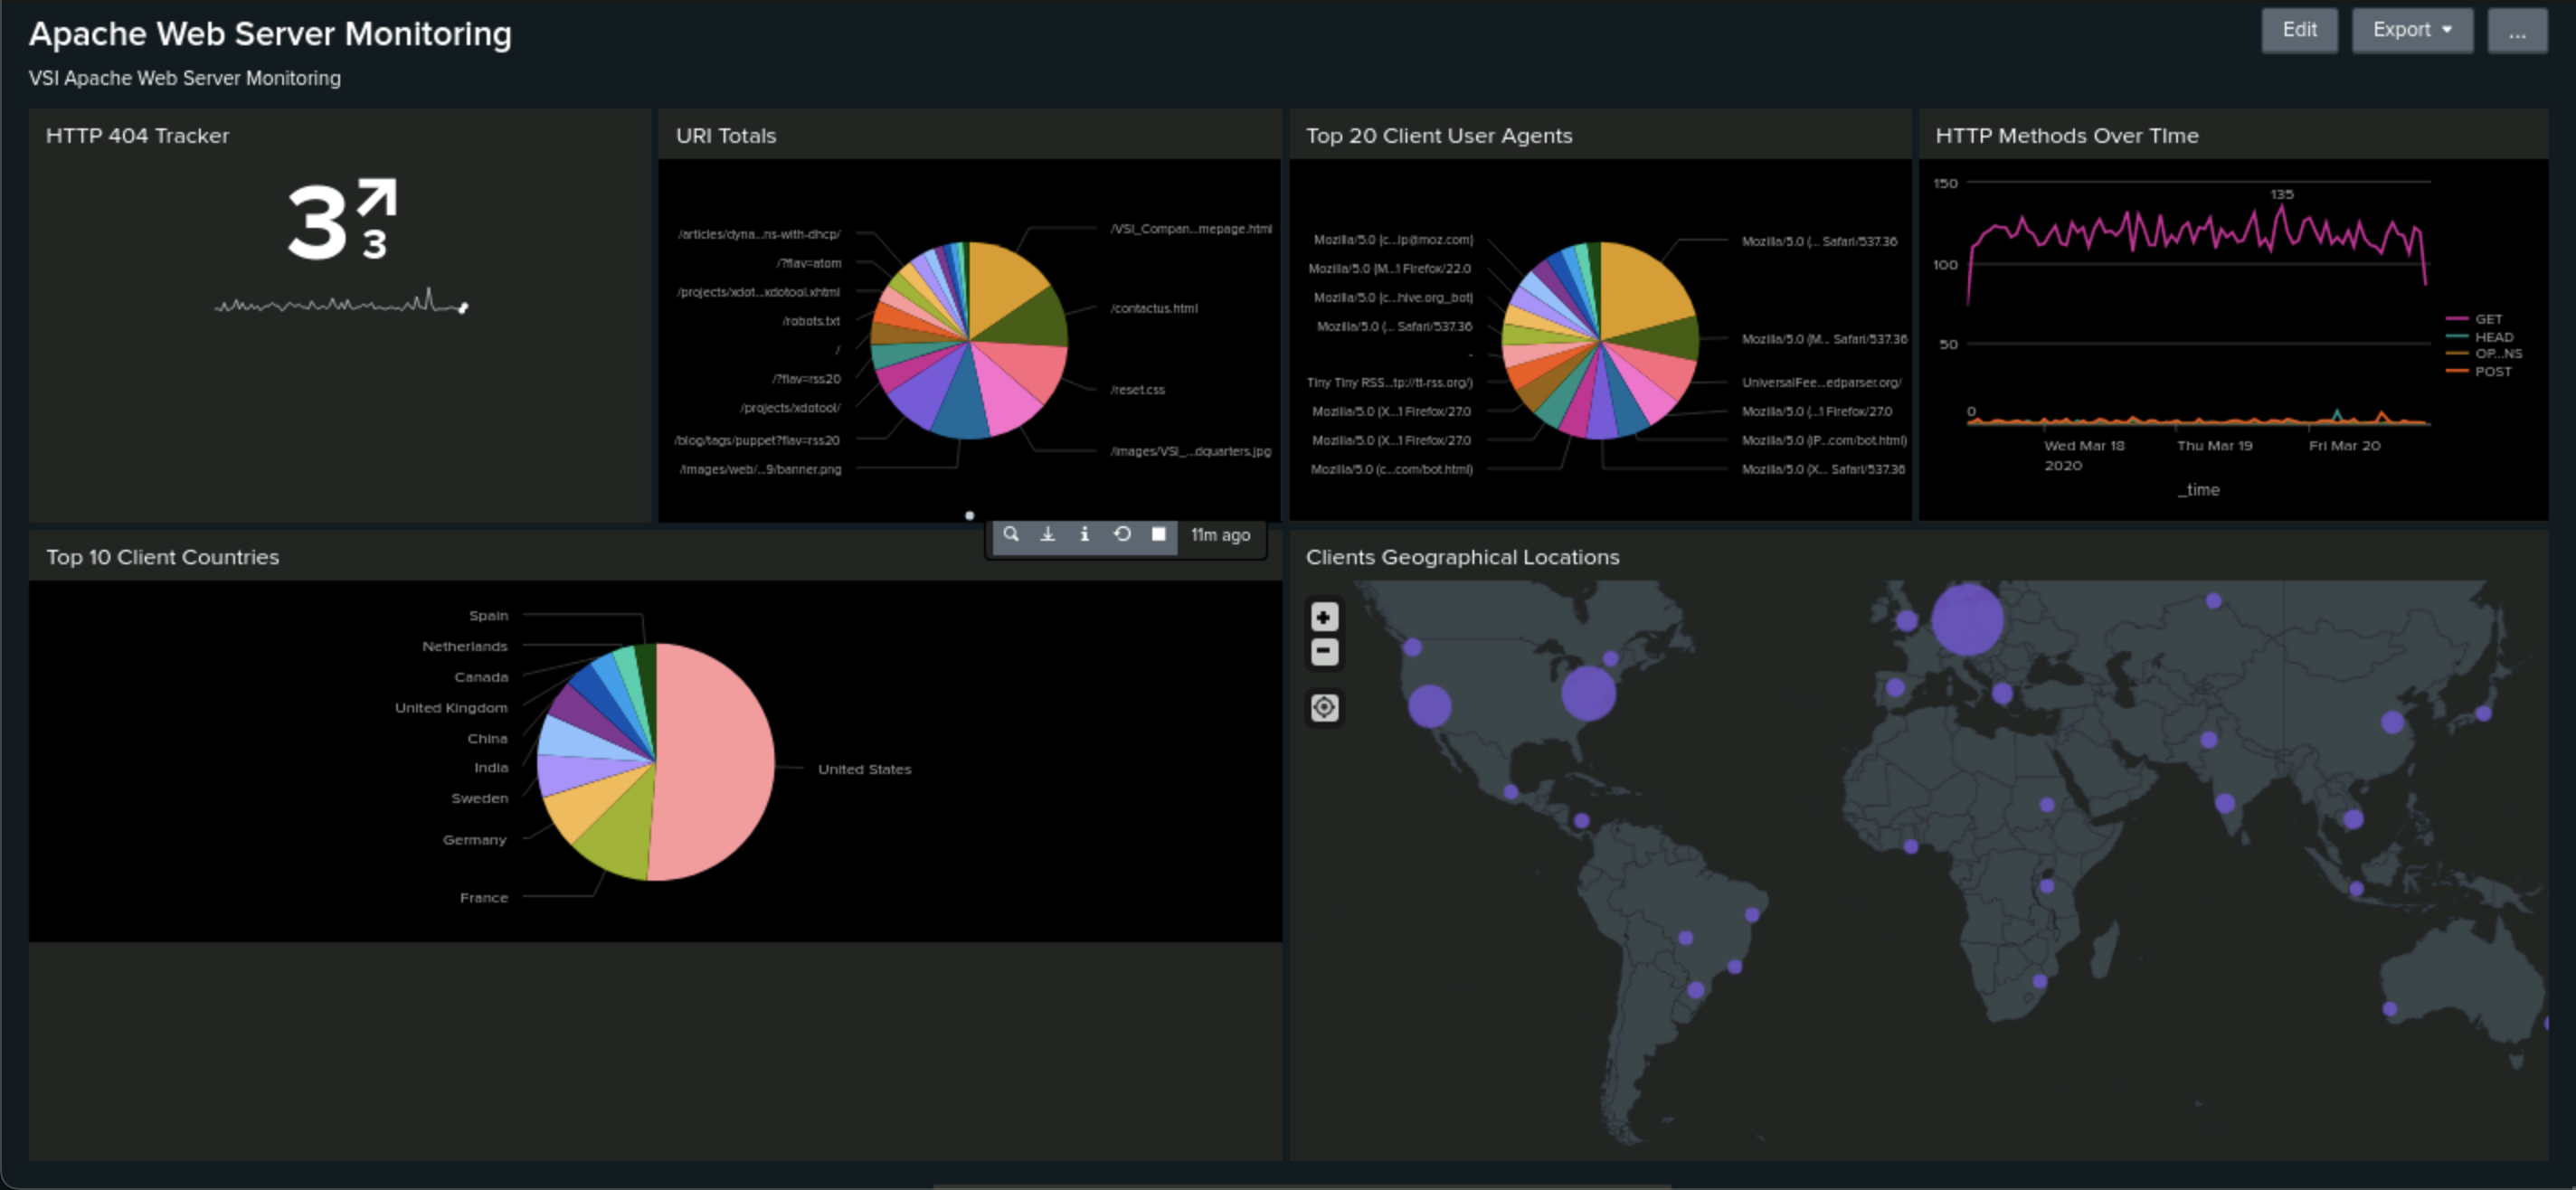 Apache Web Server Monitoring
Edit
Export
...
VSI Apache Web Server Monitoring
HTTP 404 Tracker
3
3
URI Totals
/articles/dyna...ns-with-dhcp/
/?flav=atom
/projects/xdot...xdotool.xhtml
/robots.txt
/
/?flav=rss20
/projects/xdotool/
/blog/tags/puppet?flav=rss20
/images/web/...9/banner.png
/VSI_Compan...mepage.html
/contactus.html
/reset.css
/images/VSI_...dquarters.jpg
11m ago
Top 20 Client User Agents
Mozilla/5.0 (c...lp@moz.com)
Mozilla/5.0 (M...1 Firefox/22.0
Mozilla/5.0 (c...hive.org_bot)
Mozilla/5.0 (... Safari/537.36
-
Tiny Tiny RSS...tp://tt-rss.org/)
Mozilla/5.0 (X...1 Firefox/27.0
Mozilla/5.0 (X...1 Firefox/27.0
Mozilla/5.0 (c...com/bot.html)
Mozilla/5.0 (... Safari/537.36
Mozilla/5.0 (M... Safari/537.36
UniversalFee...edparser.org/
Mozilla/5.0 (...1 Firefox/27.0
Mozilla/5.0 (iP...com/bot.html)
Mozilla/5.0 (X... Safari/537.36
HTTP Methods Over TIme
150
135
100
50
0
GET
HEAD
OP...NS
POST
Wed Mar 18
2020
Thu Mar 19
Fri Mar 20
_time
Top 10 Client Countries
Spain
Netherlands
Canada
United Kingdom
China
India
Sweden
Germany
France
United States
Clients Geographical Locations
+
-